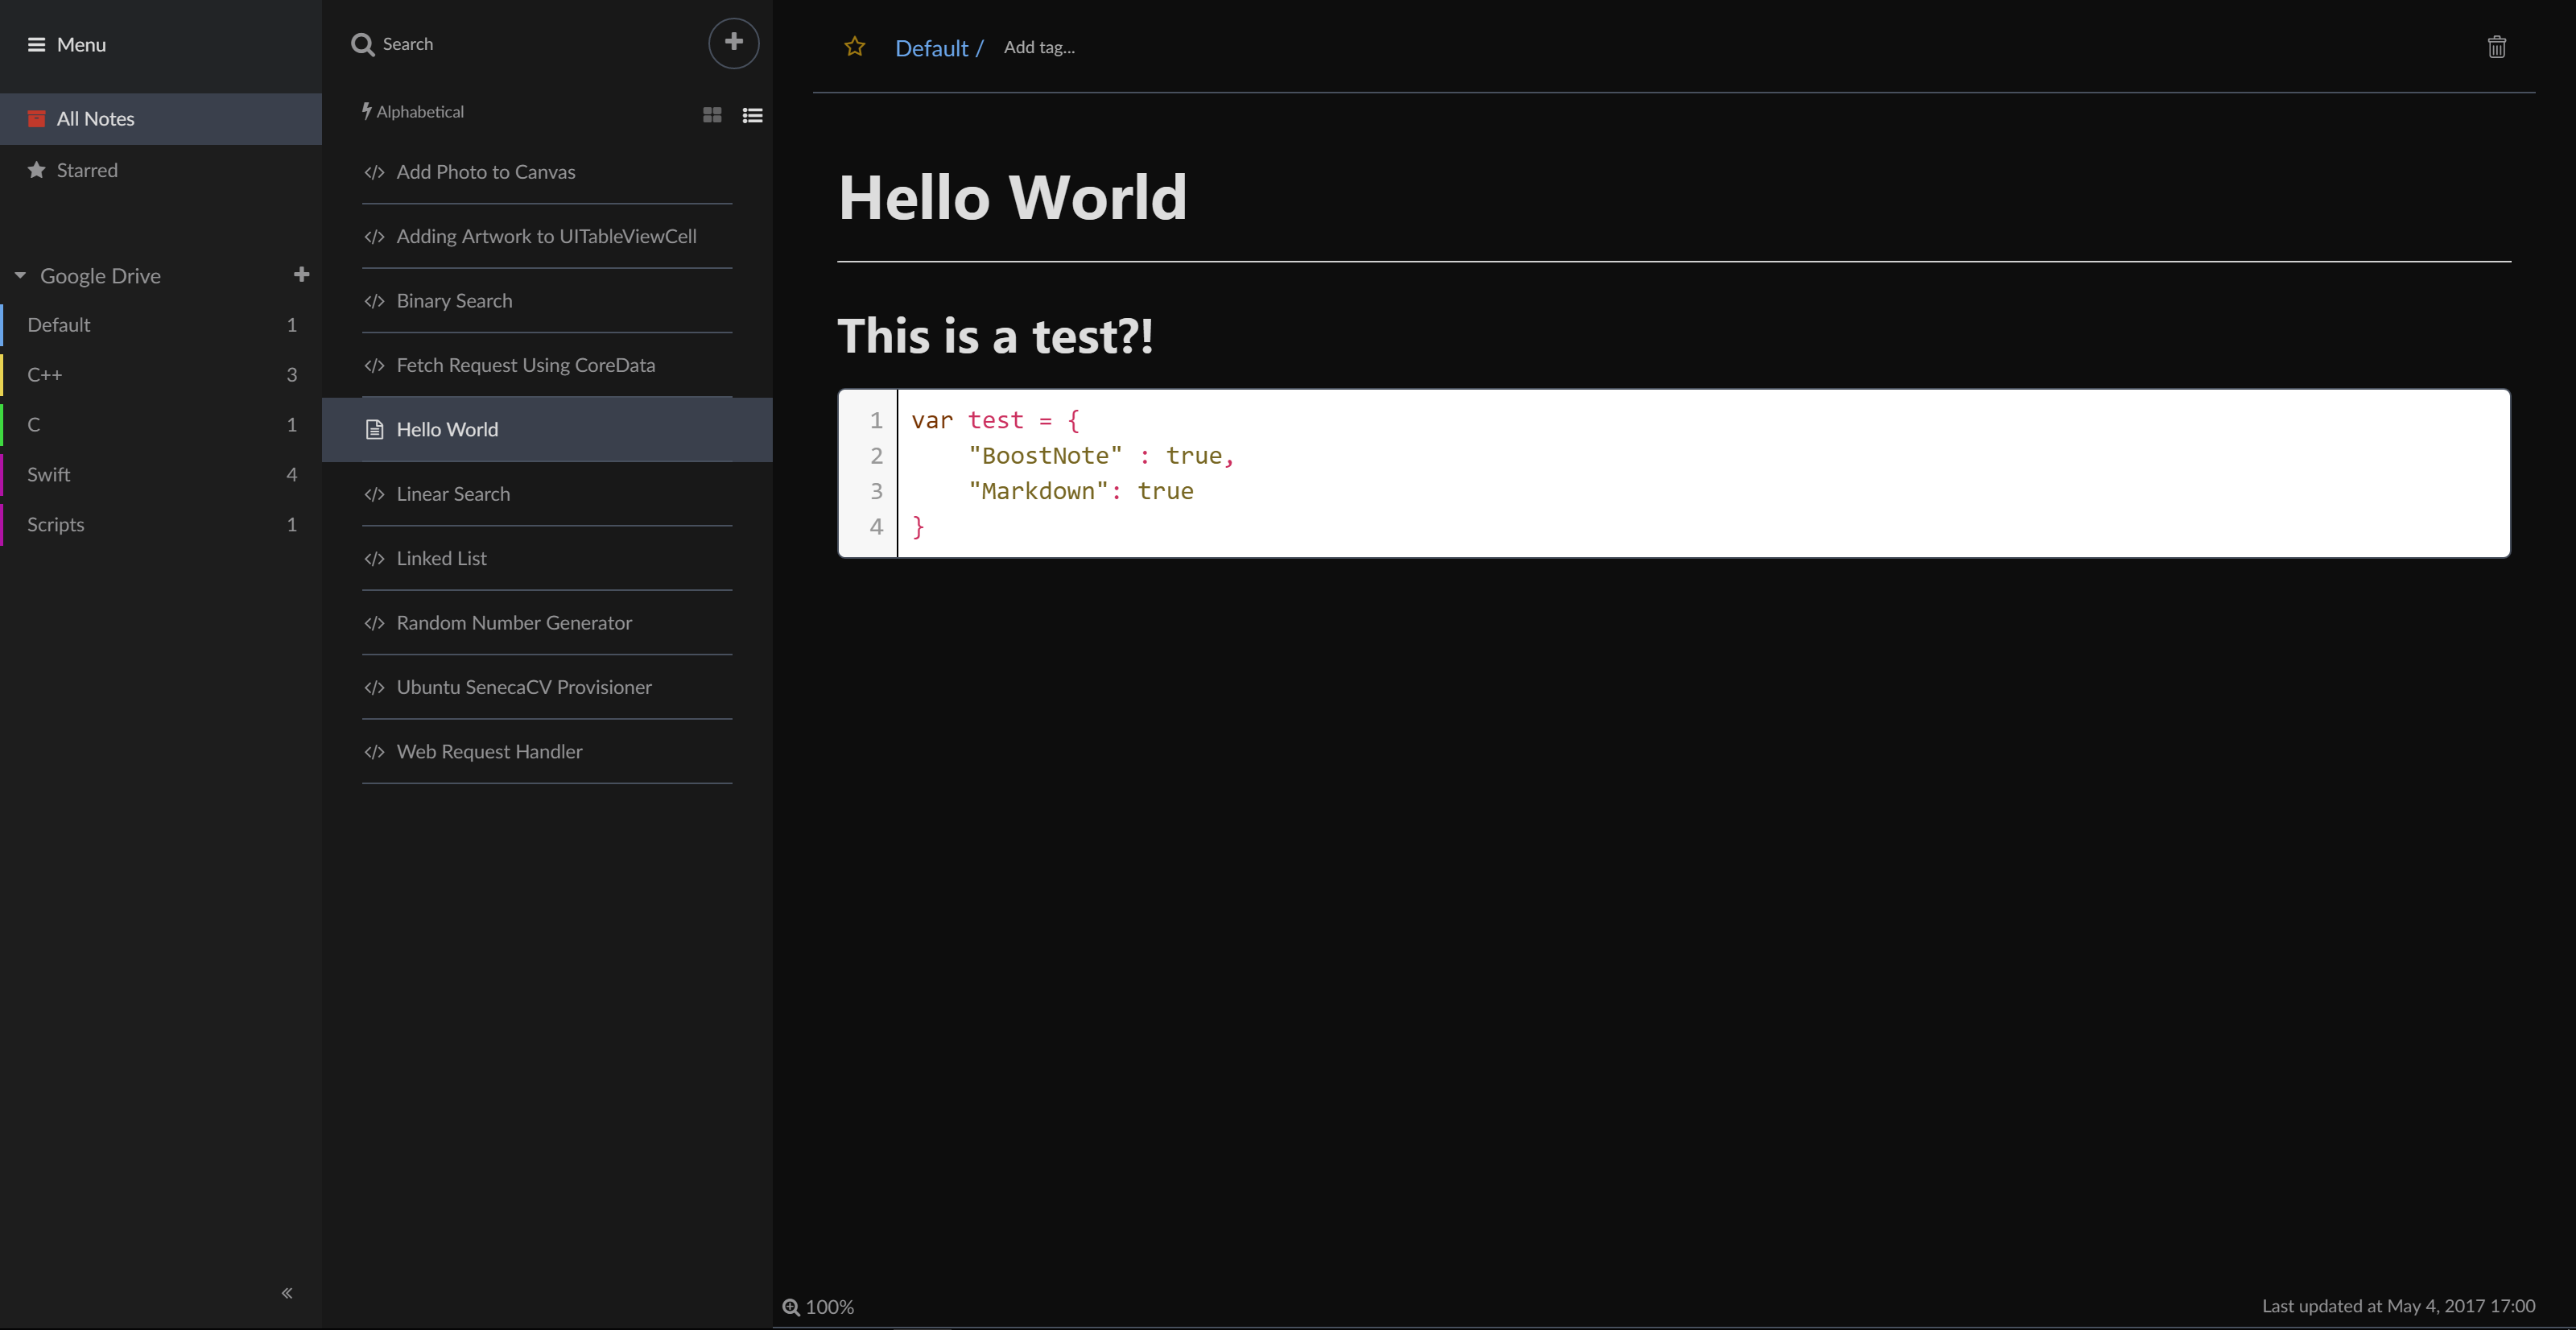 Menu
All Notes
Starred
Google Drive
Default 1
C++ 3
C 1
Swift 4
Scripts 1
Search
Alphabetical
Add Photo to Canvas
Adding Artwork to UITableViewCell
Binary Search
Fetch Request Using CoreData
Hello World
Linear Search
Linked List
Random Number Generator
Ubuntu SenecaCV Provisioner
Web Request Handler
Default / Add tag...
Hello World
This is a test?!
1 var test = {
2     "BoostNote" : true,
3     "Markdown": true
4 }
100%
Last updated at May 4, 2017 17:00